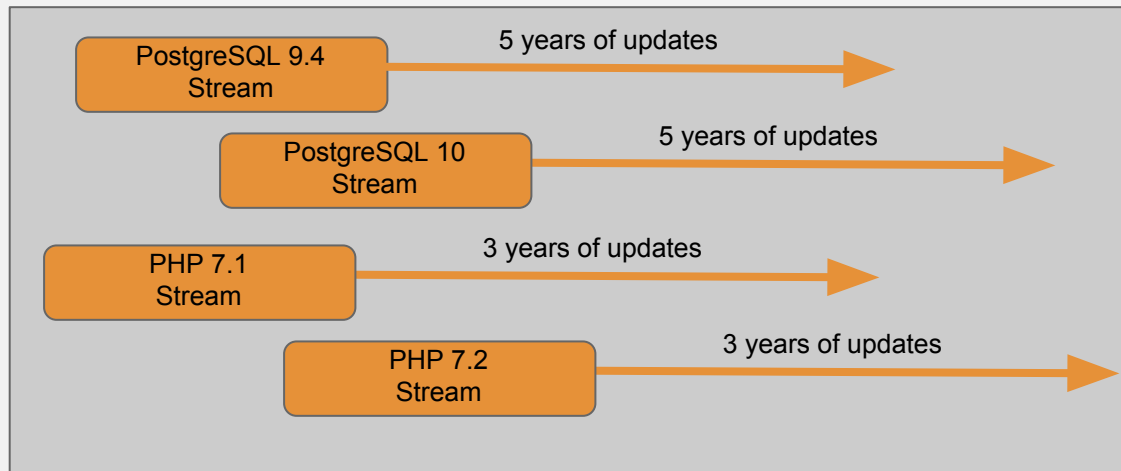 PostgreSQL 9.4
Stream
5 years of updates
PostgreSQL 10
Stream
5 years of updates
PHP 7.1
Stream
3 years of updates
PHP 7.2
Stream
3 years of updates